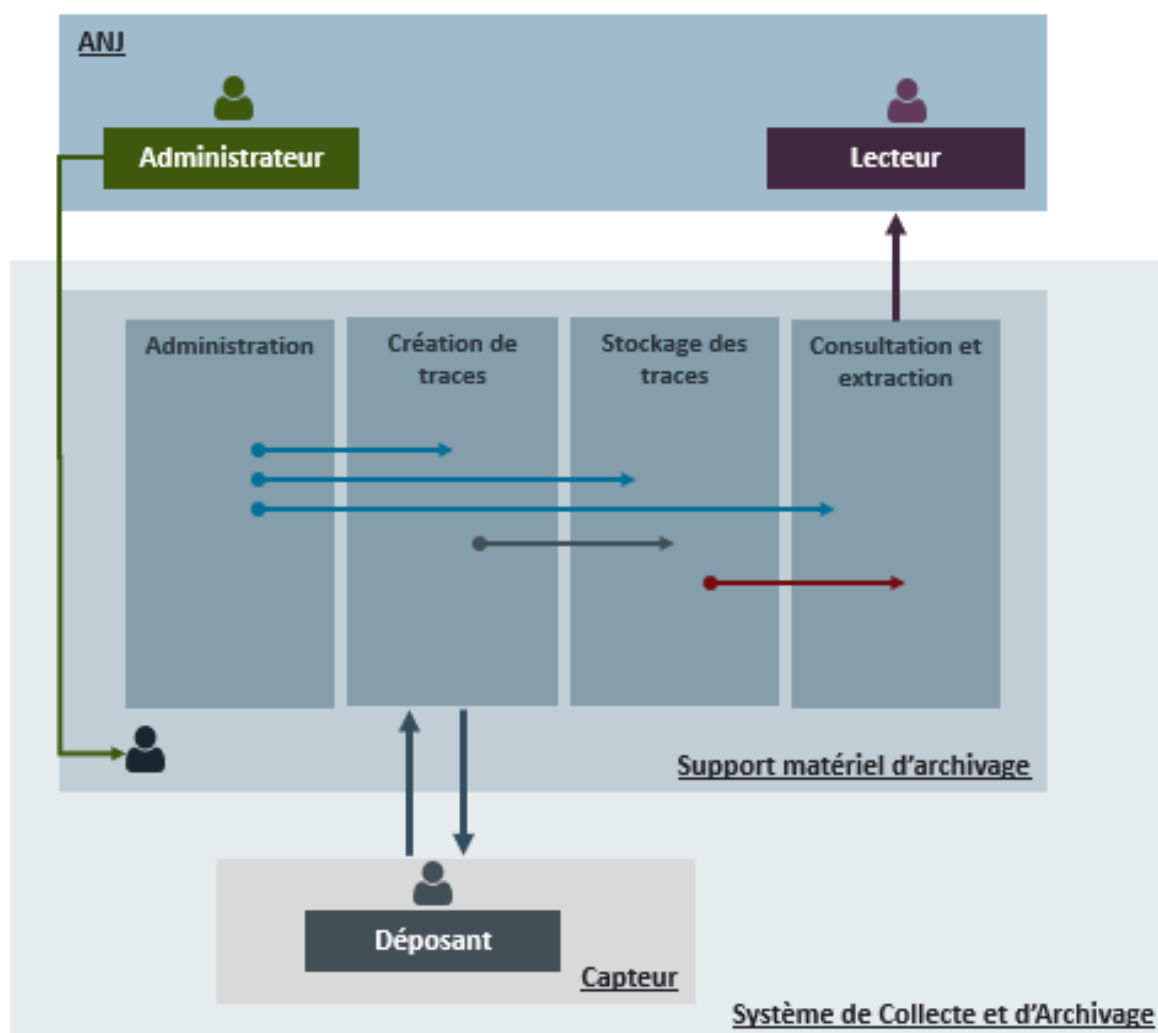 ANJ
Administrateur
Lecteur
Administration
Création de
traces
Stockage des
traces
Consultation et
extraction
Support matériel d'archivage
Déposant
Capteur
Système de Collecte et d'Archivage